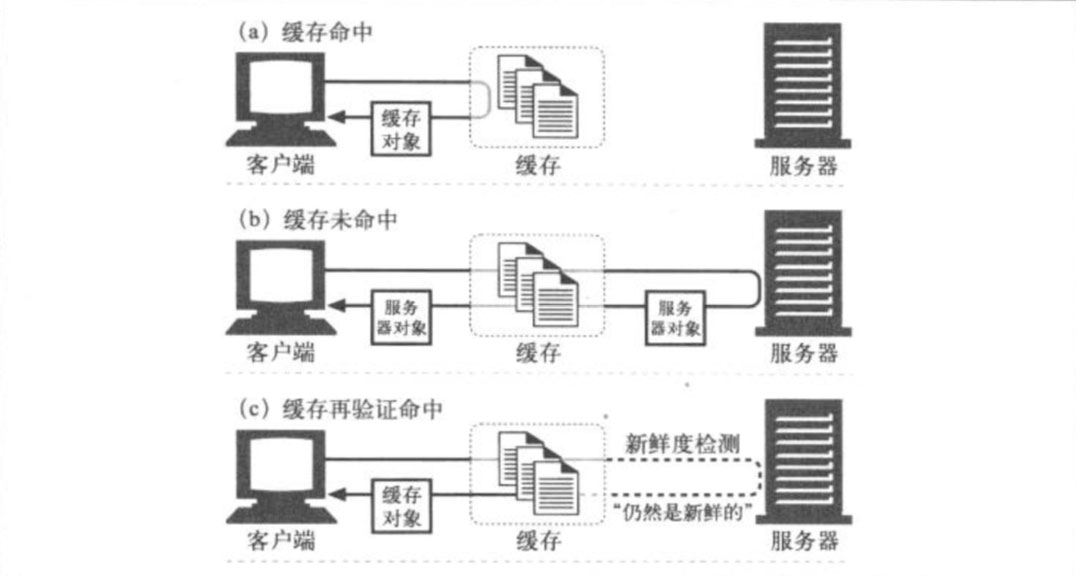 (a) 缓存命中
缓存
对象
客户端
缓存
服务器
(b) 缓存未命中
服务
器对象
服务
器对象
客户端
缓存
服务器
(c) 缓存再验证命中
新鲜度检测
缓存
对象
“仍然是新鲜的”
客户端
缓存
服务器